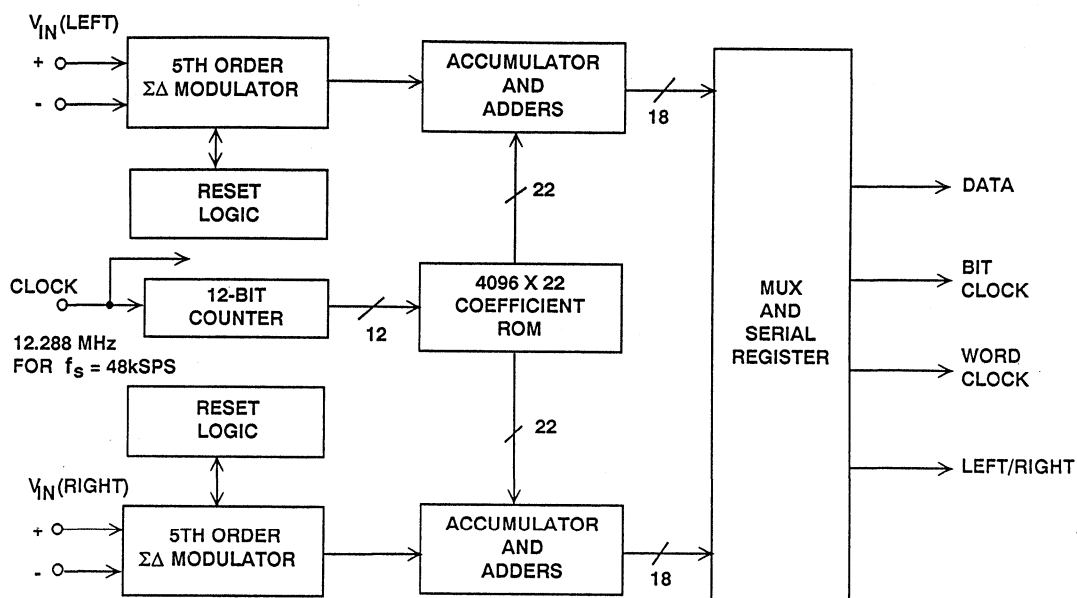 V_IN (LEFT)
+
-
5TH ORDER
ΣΔ MODULATOR
ACCUMULATOR
AND
ADDERS
18
RESET
LOGIC
22
CLOCK
12-BIT
COUNTER
12
4096 X 22
COEFFICIENT
ROM
12.288 MHz
FOR f_S = 48kSPS
MUX
AND
SERIAL
REGISTER
DATA
BIT
CLOCK
WORD
CLOCK
LEFT/RIGHT
RESET
LOGIC
22
V_IN (RIGHT)
+
-
5TH ORDER
ΣΔ MODULATOR
ACCUMULATOR
AND
ADDERS
18